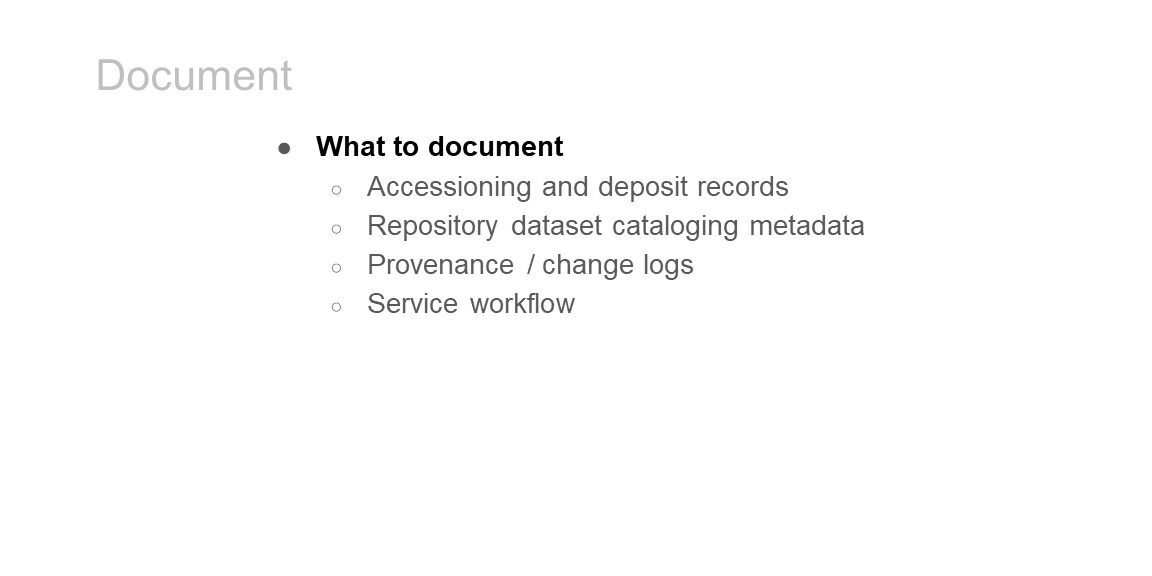 Document
● What to document
○ Accessioning and deposit records
○ Repository dataset cataloging metadata
○ Provenance / change logs
○ Service workflow